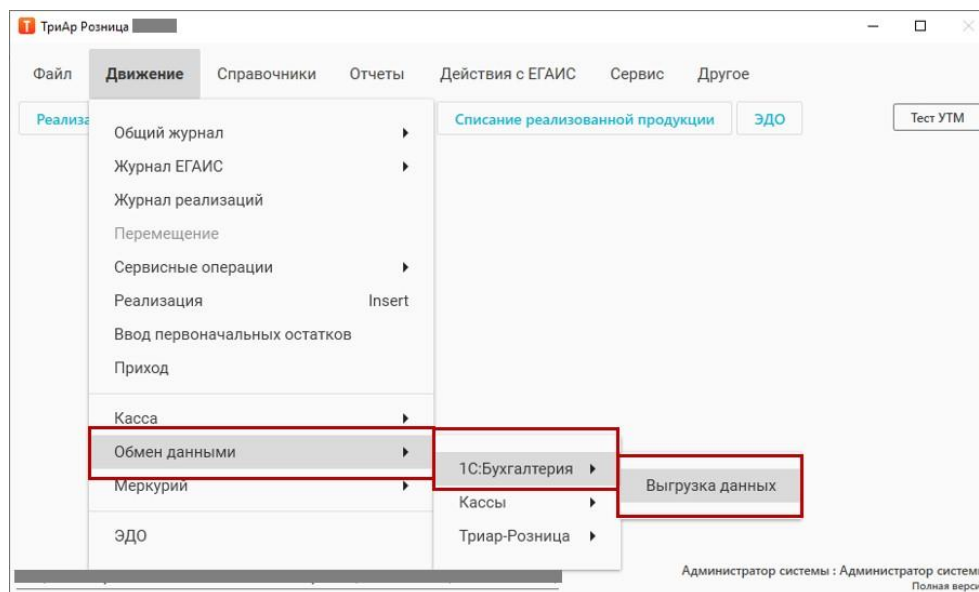 ТриАр Розница
Файл Движение Справочники Отчеты Действия с ЕГАИС Сервис Другое
Реализа Списание реализованной продукции ЭДО Тест УТМ
Общий журнал
Журнал ЕГАИС
Журнал реализаций
Перемещение
Сервисные операции
Реализация Insert
Ввод первоначальных остатков
Приход
Касса
Обмен данными
Меркурий
ЭДО
1С:Бухгалтерия
Кассы
Триар-Розница
Выгрузка данных
Администратор системы : Администратор систем
Полная верси